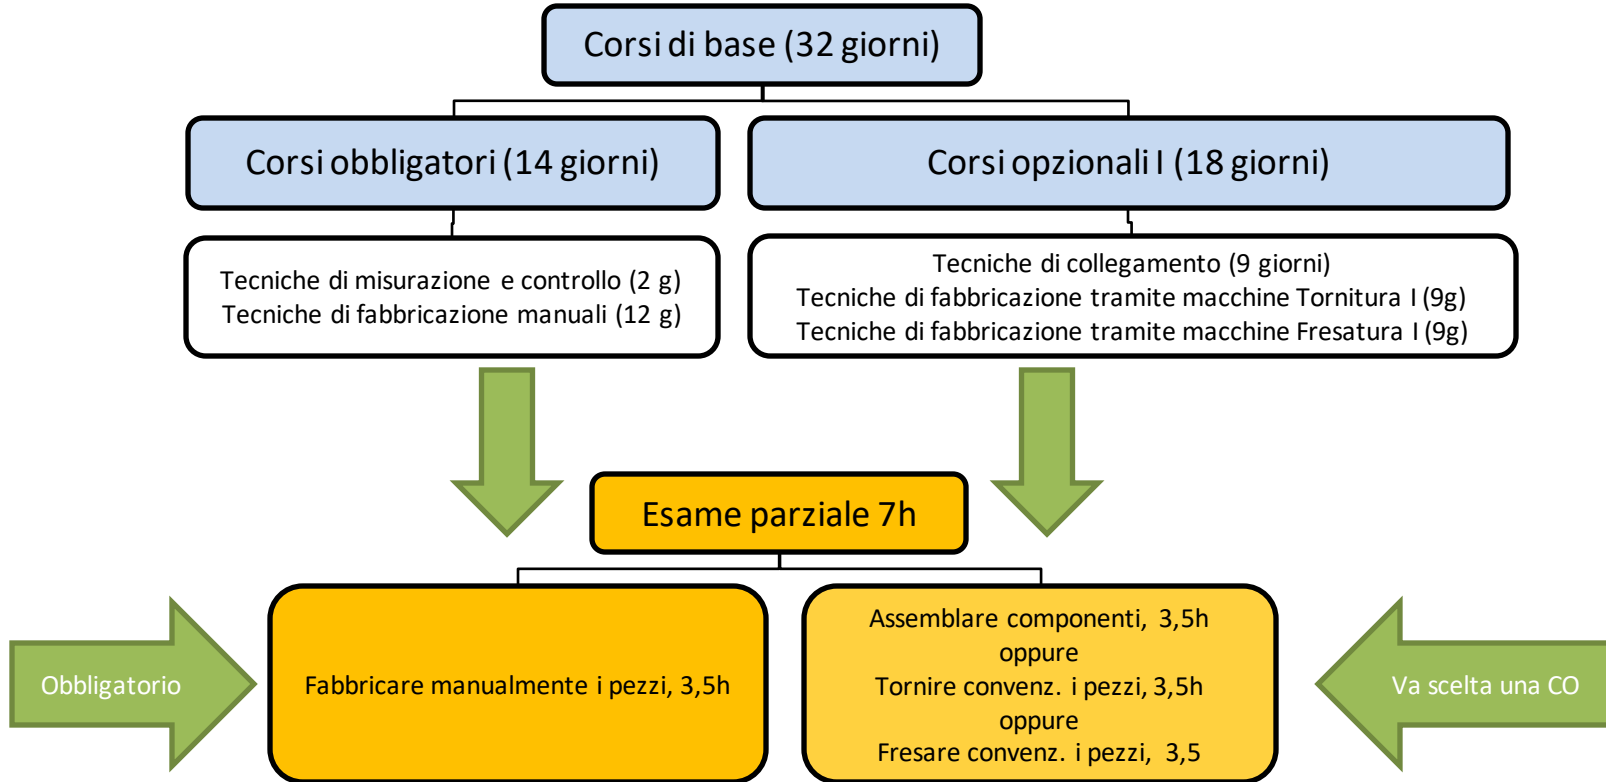 Corsi di base (32 giorni)
Corsi obbligatori (14 giorni)
Corsi opzionali I (18 giorni)
Tecniche di misurazione e controllo (2 g)
Tecniche di fabbricazione manuali (12 g)
Tecniche di collegamento (9 giorni)
Tecniche di fabbricazione tramite macchine Tornitura I (9g)
Tecniche di fabbricazione tramite macchine Fresatura I (9g)
Esame parziale 7h
Obbligatorio
Fabbricare manualmente i pezzi, 3,5h
Assemblare componenti, 3,5h
oppure
Tornire convenz. i pezzi, 3,5h
oppure
Fresare convenz. i pezzi, 3,5
Va scelta una CO